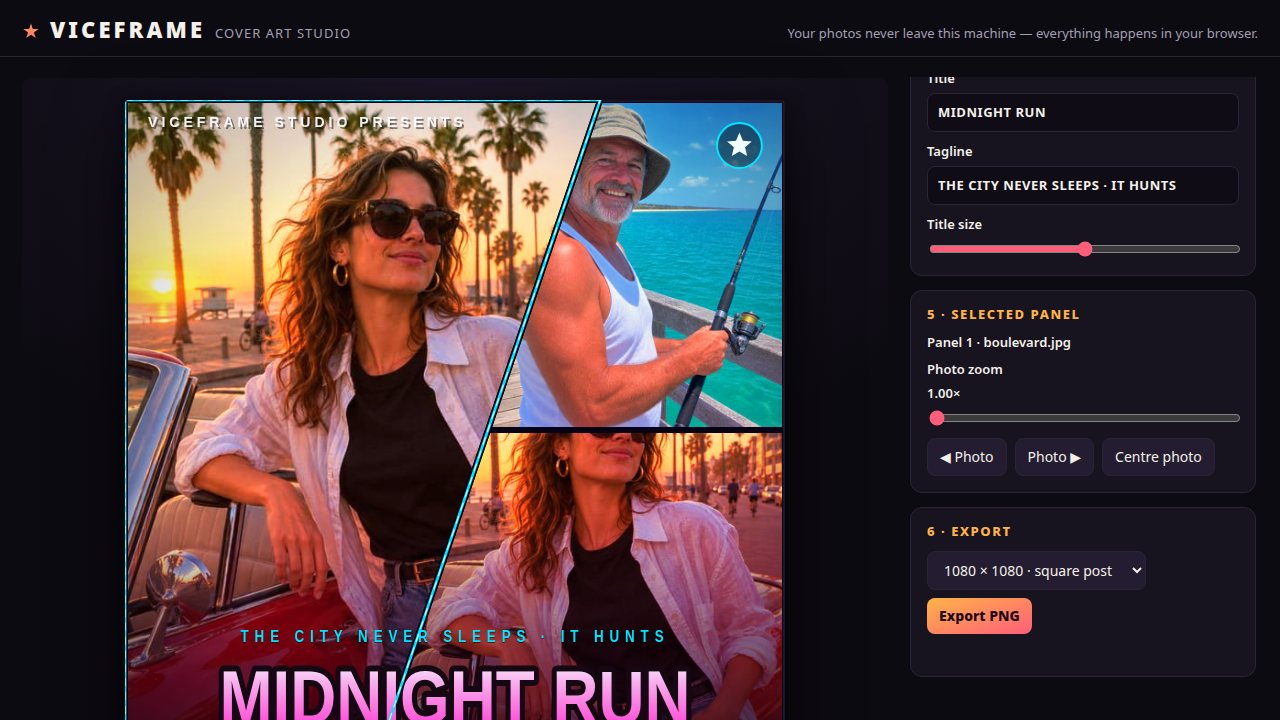 ★ VICEFRAME COVER ART STUDIO
Your photos never leave this machine — everything happens in your browser.
VICEFRAME STUDIO PRESENTS
THE CITY NEVER SLEEPS · IT HUNTS
MIDNIGHT RUN
Title
MIDNIGHT RUN
Tagline
THE CITY NEVER SLEEPS · IT HUNTS
Title size
5 · SELECTED PANEL
Panel 1 · boulevard.jpg
Photo zoom
1.00×
◀ Photo
Photo ▶
Centre photo
6 · EXPORT
1080 × 1080 · square post
Export PNG